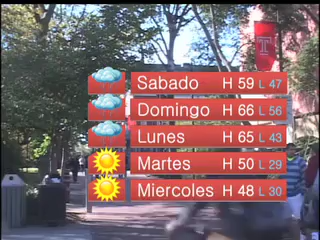 T
Sabado H 59 L 47
Domingo H 66 L 56
Lunes H 65 L 43
Martes H 50 L 29
Miercoles H 48 L 30